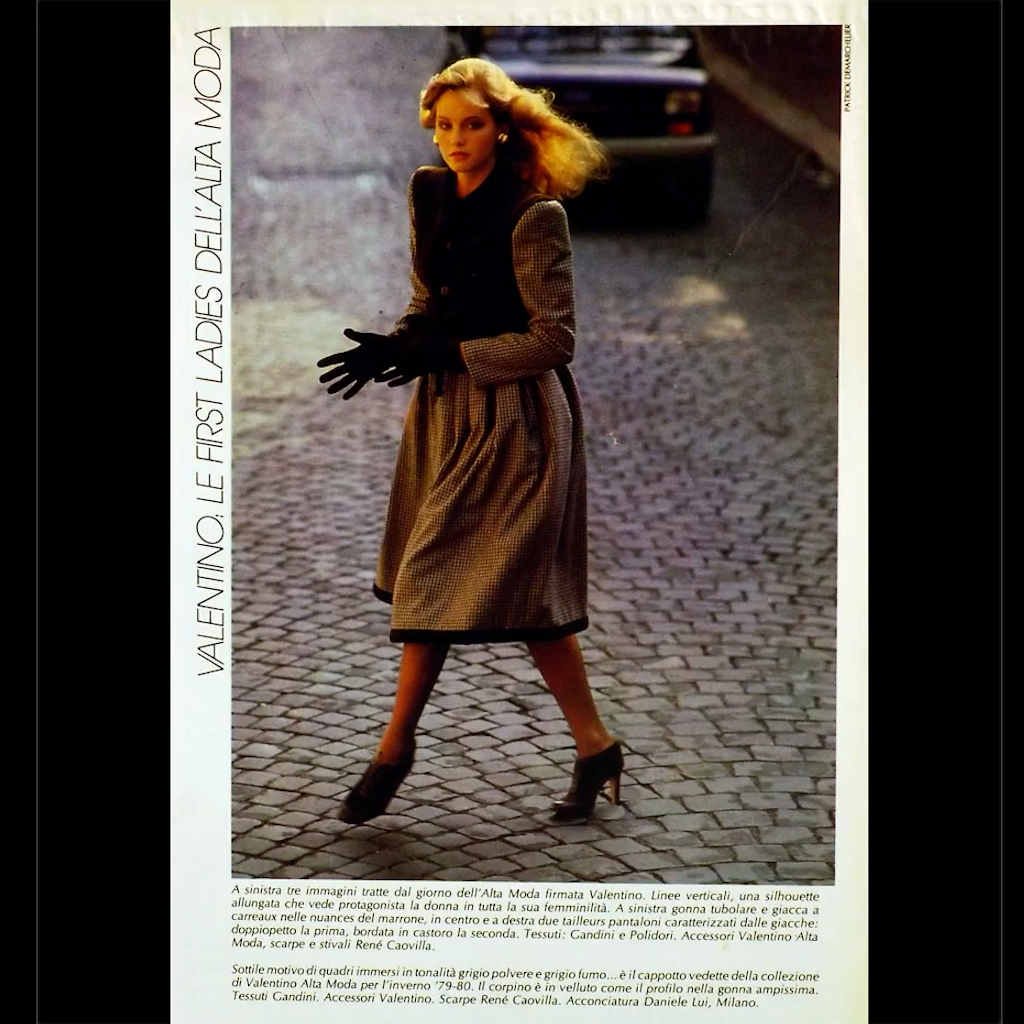 VALENTINO: LE FIRST LADIES DELL'ALTA MODA
PATRICK DEMARCHELIER
A sinistra tre immagini tratte dal giorno dell'Alta Moda firmata Valentino. Linee verticali, una silhouette
allungata che vede protagonista la donna in tutta la sua femminilità. A sinistra gonna tubolare e giacca a
carreaux nelle nuances del marrone, in centro e a destra due tailleurs pantaloni caratterizzati dalle giacche:
doppiopetto la prima, bordata in castoro la seconda. Tessuti: Gandini e Polidori. Accessori Valentino Alta
Moda, scarpe e stivali René Caovilla.
Sottile motivo di quadri immersi in tonalità grigio polvere e grigio fumo... è il cappotto vedette della collezione
di Valentino Alta Moda per l'inverno '79-80. Il corpino è in velluto come il profilo nella gonna ampissima.
Tessuti Gandini. Accessori Valentino. Scarpe René Caovilla. Acconciatura Daniele Lui, Milano.